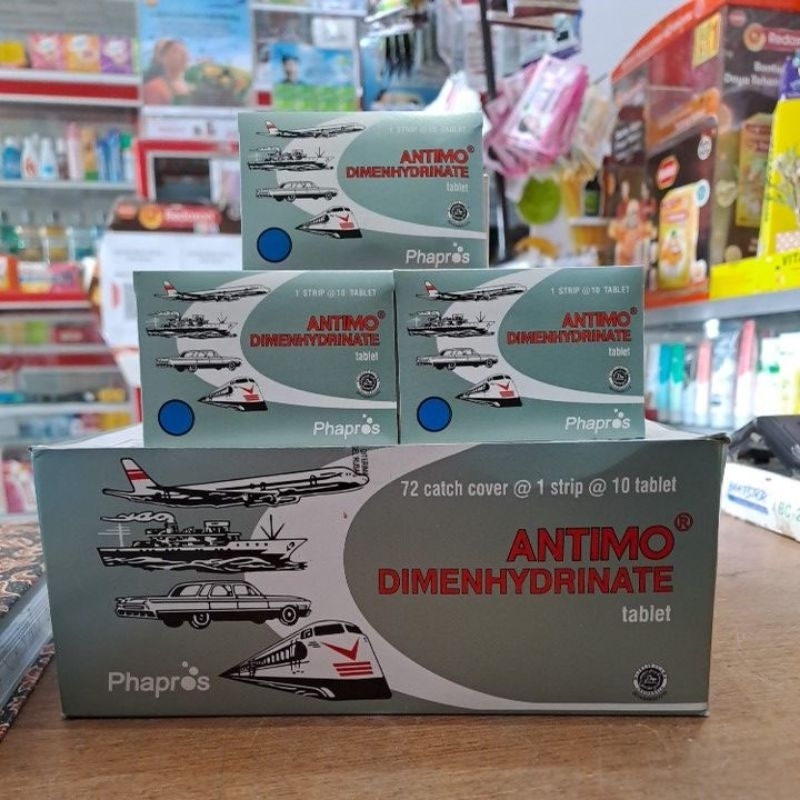 1 STRIP @ 10 TABLET
ANTIMO®
DIMENHYDRINATE
tablet
Phapros
1 STRIP @ 10 TABLET
ANTIMO®
DIMENHYDRINATE
tablet
Phapros
1 STRIP @ 10 TABLET
ANTIMO®
DIMENHYDRINATE
tablet
Phapros
72 catch cover @ 1 strip @ 10 tablet
ANTIMO®
DIMENHYDRINATE
tablet
Phapros
Redoxon